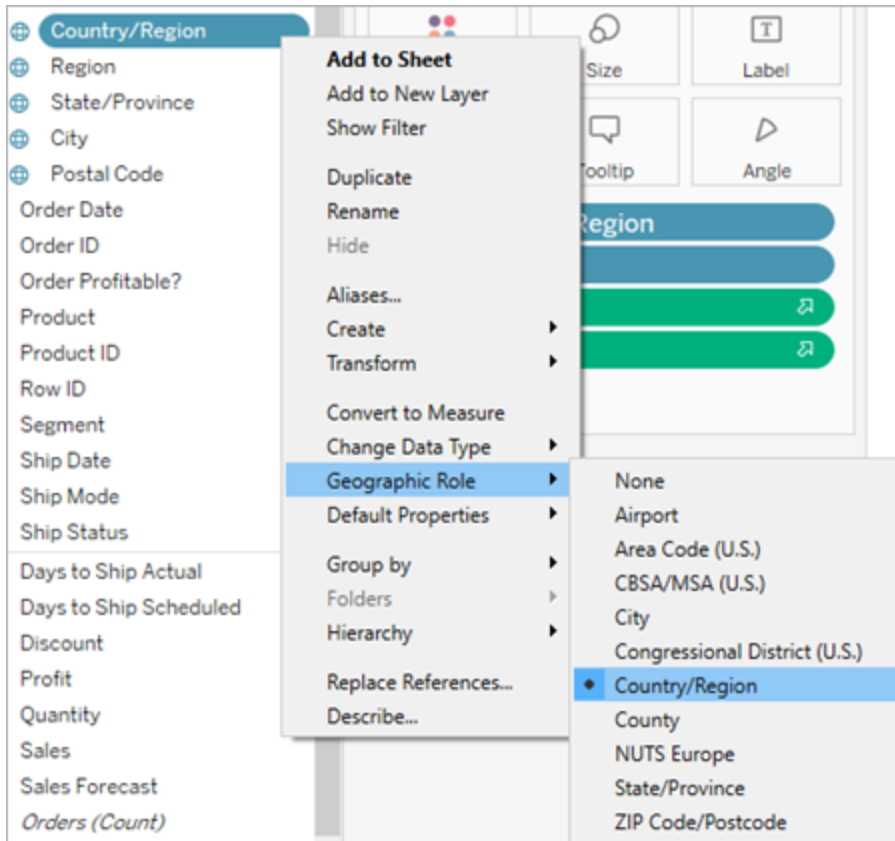 Country/Region
Region
State/Province
City
Postal Code
Order Date
Order ID
Order Profitable?
Product
Product ID
Row ID
Segment
Ship Date
Ship Mode
Ship Status
Days to Ship Actual
Days to Ship Scheduled
Discount
Profit
Quantity
Sales
Sales Forecast
Orders (Count)
Add to Sheet
Add to New Layer
Show Filter
Duplicate
Rename
Hide
Aliases...
Create
Transform
Convert to Measure
Change Data Type
Geographic Role
Default Properties
Group by
Folders
Hierarchy
Replace References...
Describe...
Size
T
Label
ooltip
Angle
Region
None
Airport
Area Code (U.S.)
CBSA/MSA (U.S.)
City
Congressional District (U.S.)
Country/Region
County
NUTS Europe
State/Province
ZIP Code/Postcode